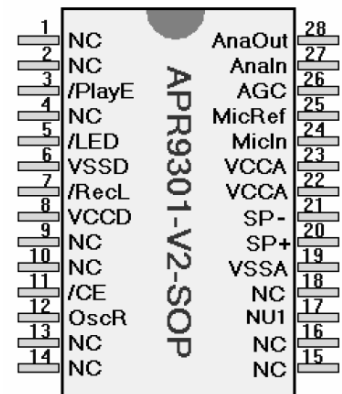 1 NC AnaOut 28
2 NC AnaIn 27
3 /PlayE AGC 26
4 NC MicRef 25
5 /LED MicIn 24
6 VSSD VCCA 23
7 /RecL VCCA 22
8 VCCD SP- 21
9 NC SP+ 20
10 NC VSSA 19
11 /CE NC 18
12 OscR NU1 17
13 NC NC 16
14 NC NC 15
APR9301-V2-SOP